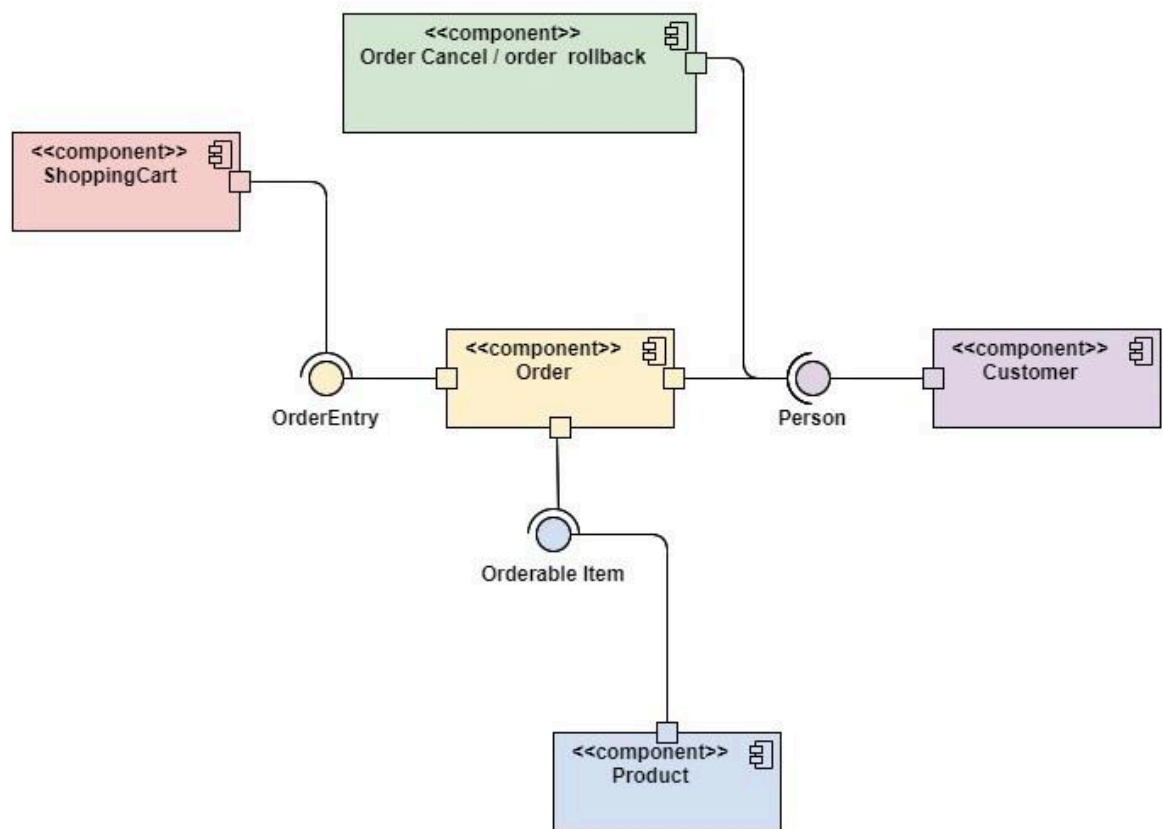 <<component>>
Order Cancel / order rollback
<<component>>
ShoppingCart
<<component>>
Order
<<component>>
Customer
OrderEntry
Person
Orderable Item
<<component>>
Product